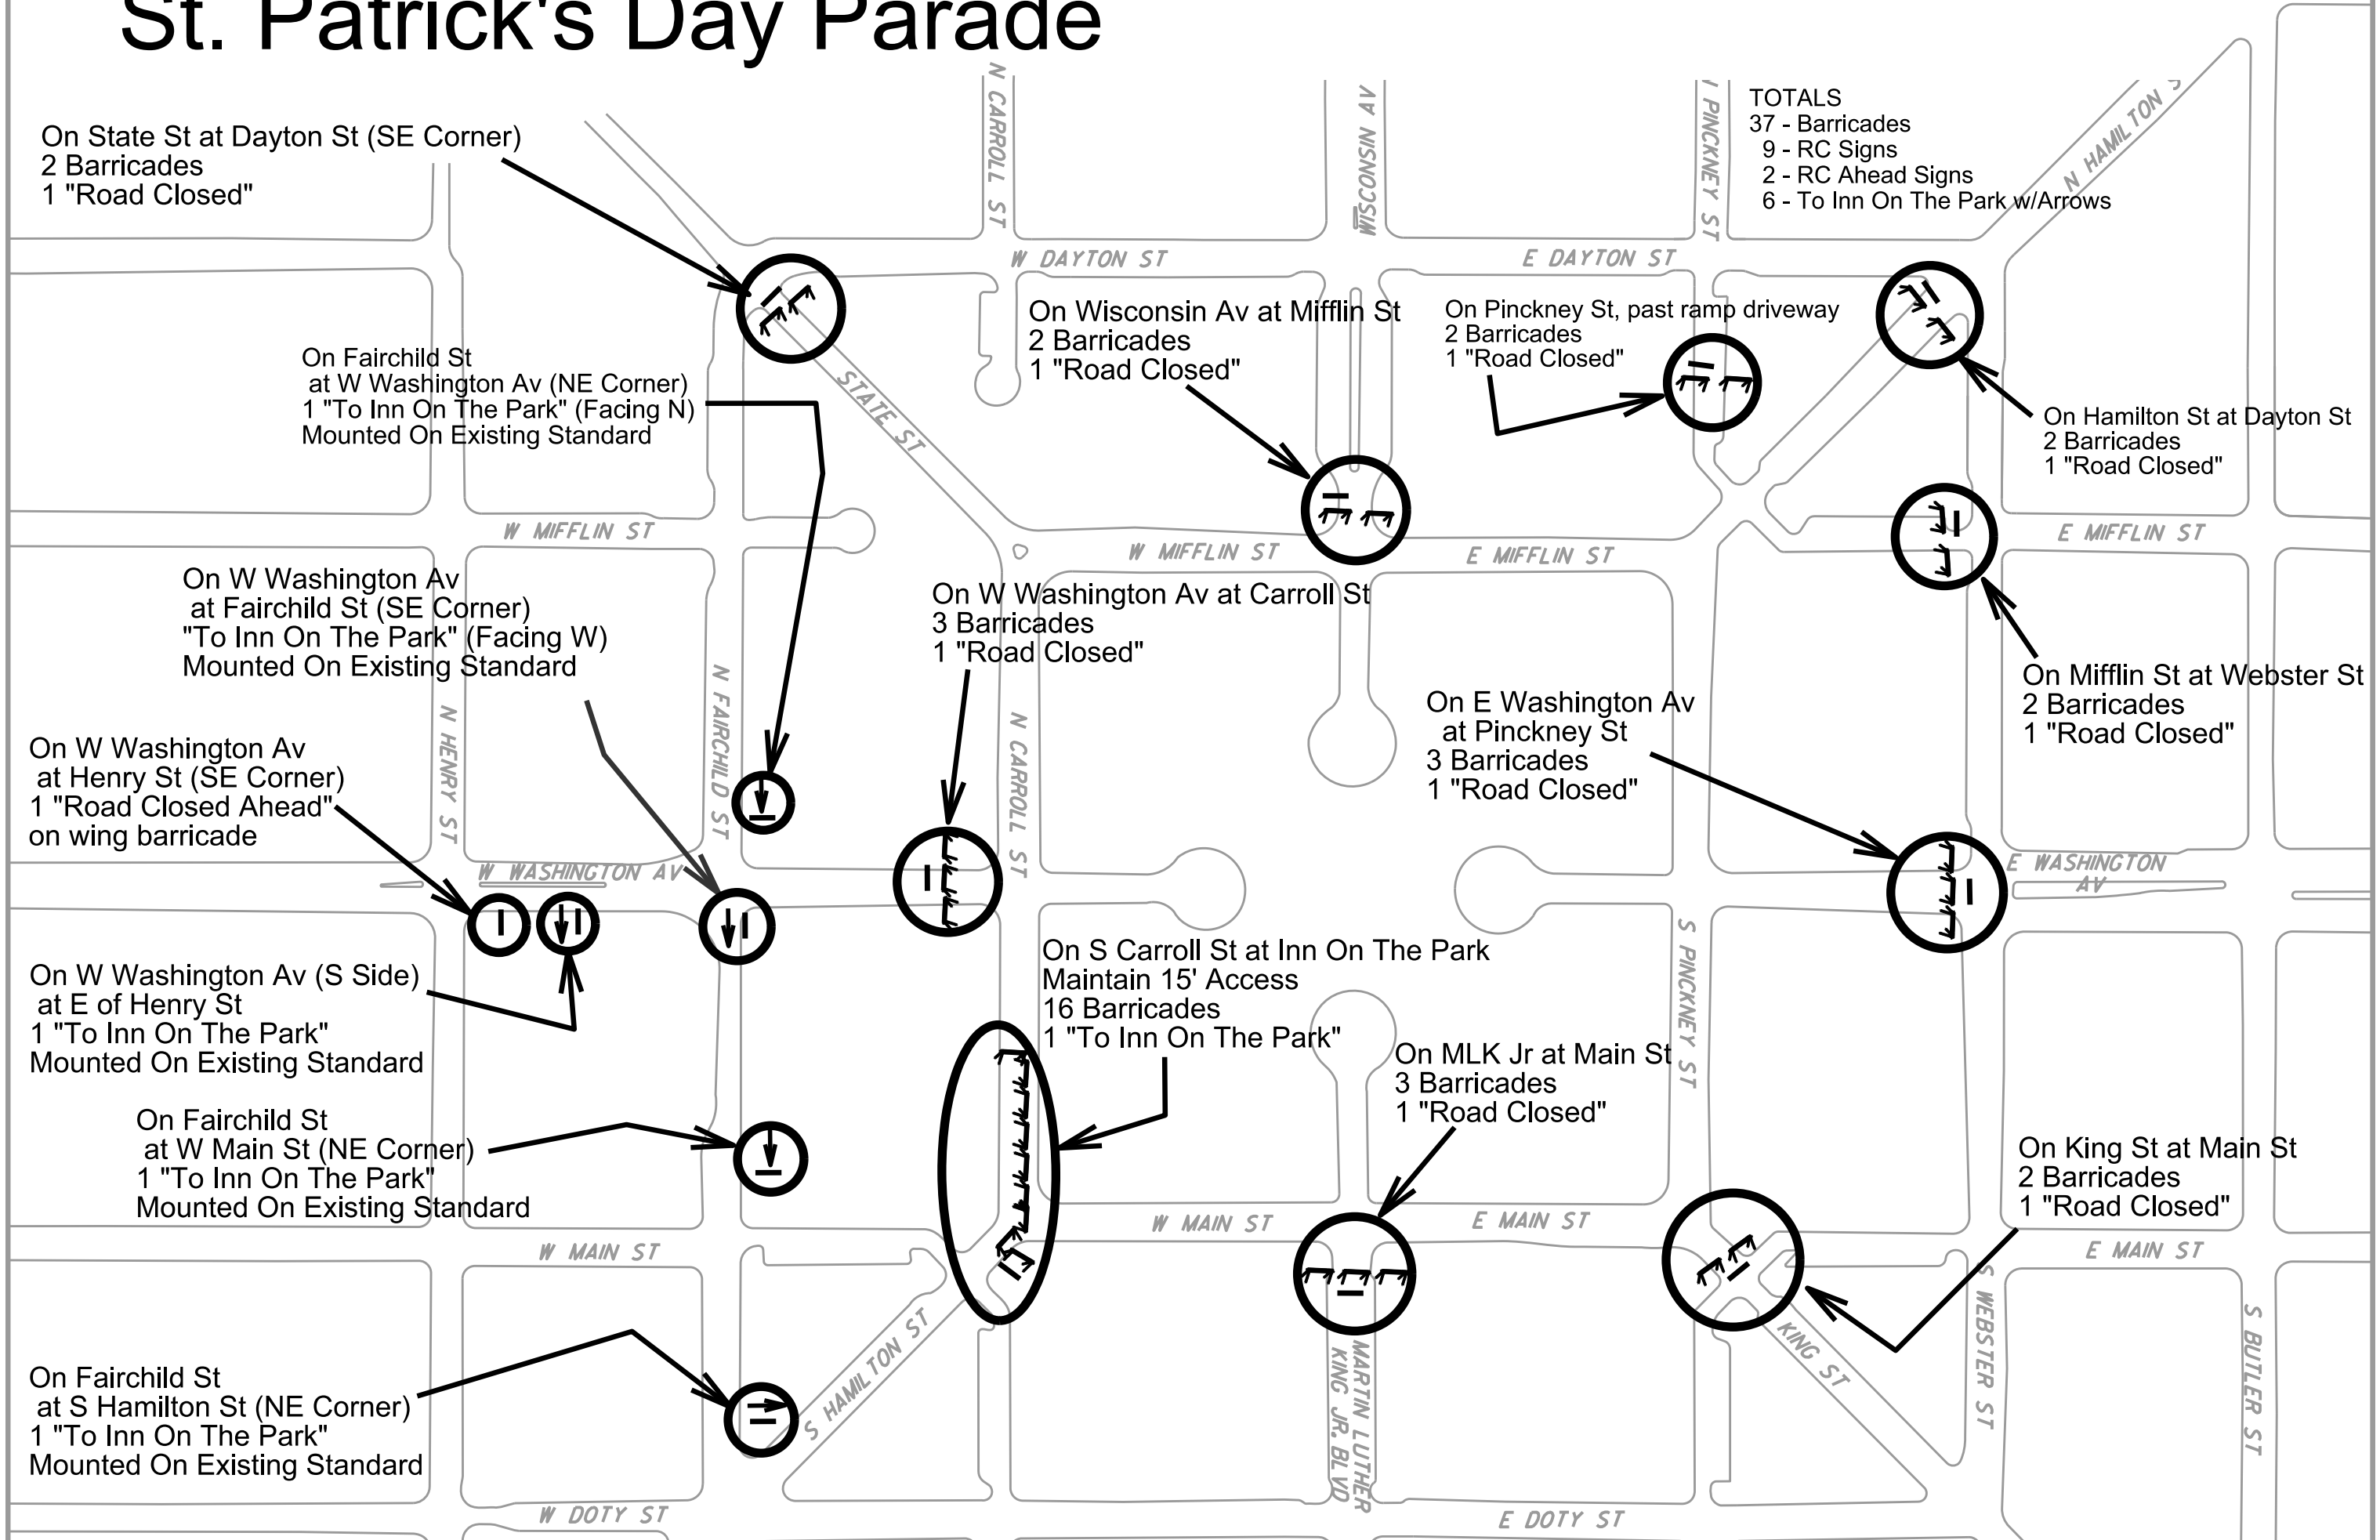 St. Patrick's Day Parade
TOTALS
37 - Barricades
9 - RC Signs
2 - RC Ahead Signs
6 - To Inn On The Park w/Arrows
On State St at Dayton St (SE Corner)
2 Barricades
1 "Road Closed"
N CARROLL ST
WISCONSIN AV
N PINCKNEY ST
N HAMILTON S
W DAYTON ST
E DAYTON ST
On Wisconsin Av at Mifflin St
2 Barricades
1 "Road Closed"
On Pinckney St, past ramp driveway
2 Barricades
1 "Road Closed"
On Fairchild St
at W Washington Av (NE Corner)
1 "To Inn On The Park" (Facing N)
Mounted On Existing Standard
STATE ST
On Hamilton St at Dayton St
2 Barricades
1 "Road Closed"
W MIFFLIN ST
W MIFFLIN ST
E MIFFLIN ST
E MIFFLIN ST
On W Washington Av
at Fairchild St (SE Corner)
"To Inn On The Park" (Facing W)
Mounted On Existing Standard
On W Washington Av at Carroll St
3 Barricades
1 "Road Closed"
On Mifflin St at Webster St
2 Barricades
1 "Road Closed"
On E Washington Av
at Pinckney St
3 Barricades
1 "Road Closed"
N HENRY ST
N FAIRCHILD ST
N CARROLL ST
On W Washington Av
at Henry St (SE Corner)
1 "Road Closed Ahead"
on wing barricade
W WASHINGTON AV
E WASHINGTON
AV
On W Washington Av (S Side)
at E of Henry St
1 "To Inn On The Park"
Mounted On Existing Standard
On S Carroll St at Inn On The Park
Maintain 15' Access
16 Barricades
1 "To Inn On The Park"
S PINCKNEY ST
On MLK Jr at Main St
3 Barricades
1 "Road Closed"
On Fairchild St
at W Main St (NE Corner)
1 "To Inn On The Park"
Mounted On Existing Standard
On King St at Main St
2 Barricades
1 "Road Closed"
W MAIN ST
W MAIN ST
E MAIN ST
E MAIN ST
S HAMILTON ST
MARTIN LUTHER
KING JR. BLVD
KING ST
S WEBSTER ST
S BUTLER ST
On Fairchild St
at S Hamilton St (NE Corner)
1 "To Inn On The Park"
Mounted On Existing Standard
W DOTY ST
E DOTY ST